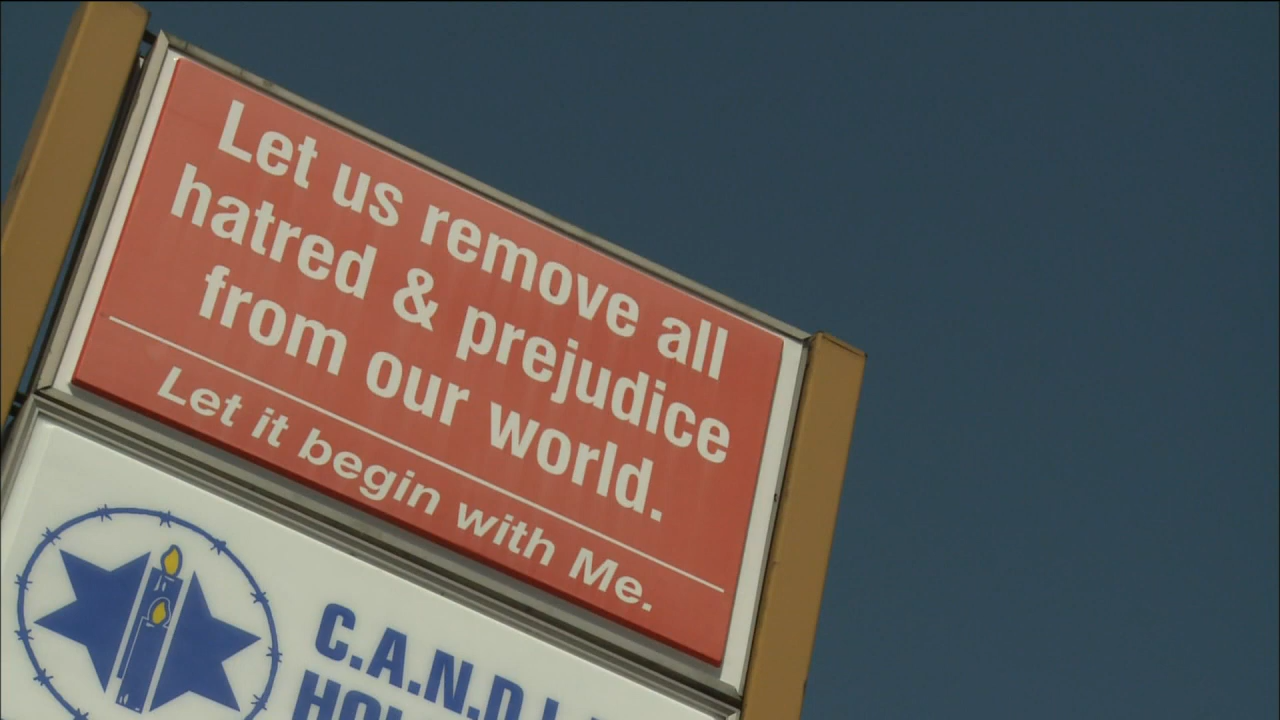 Let us remove all
hatred & prejudice
from our world.
Let it begin with Me.
C.A.N.D.L